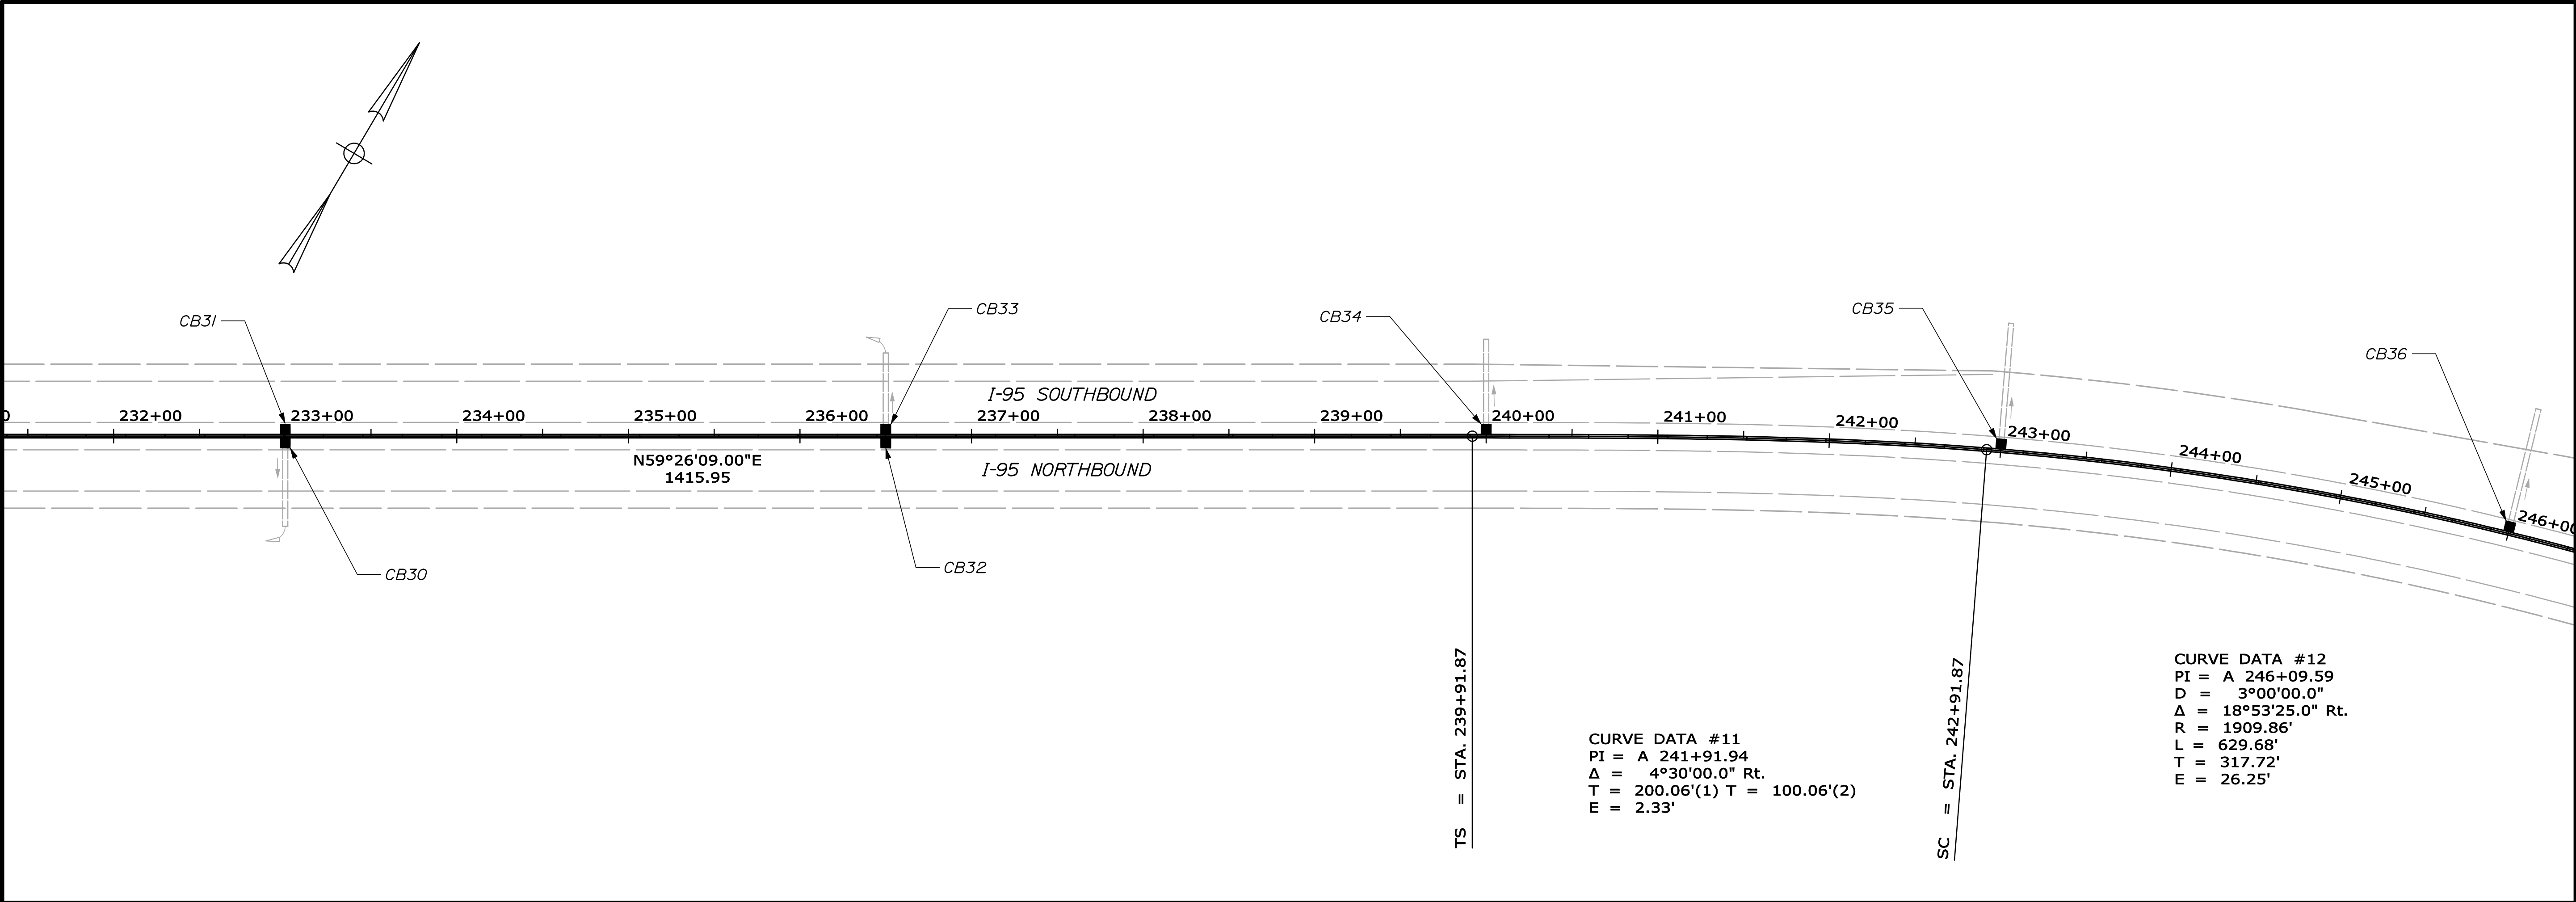 CB31
CB33
CB34
CB35
CB36
I-95 SOUTHBOUND
0
232+00
233+00
234+00
235+00
236+00
237+00
238+00
239+00
240+00
241+00
242+00
243+00
244+00
245+00
246+00
N59°26'09.00"E
1415.95
I-95 NORTHBOUND
CB30
CB32
TS = STA. 239+91.87
SC = STA. 242+91.87
CURVE DATA #11
PI = A 241+91.94
Δ = 4°30'00.0" Rt.
T = 200.06'(1) T = 100.06'(2)
E = 2.33'
CURVE DATA #12
PI = A 246+09.59
D = 3°00'00.0"
Δ = 18°53'25.0" Rt.
R = 1909.86'
L = 629.68'
T = 317.72'
E = 26.25'